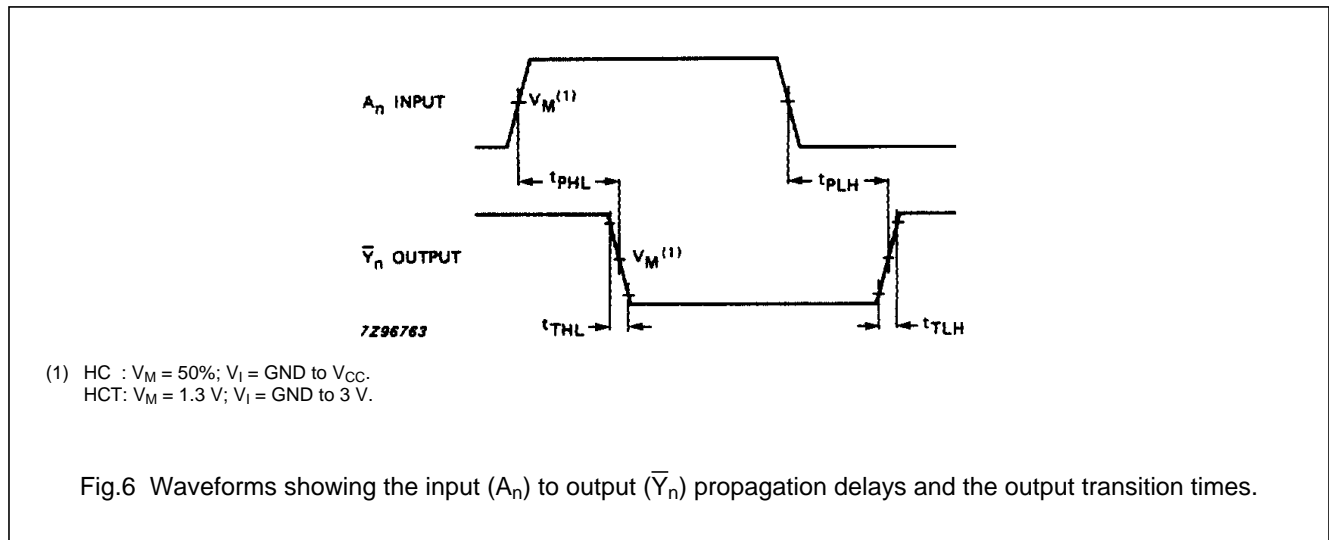 Aₙ INPUT
V_M⁽¹⁾
t_PHL
t_PLH
Y̅ₙ OUTPUT
V_M⁽¹⁾
7Z96763
t_THL
t_TLH
(1) HC : V_M = 50%; V_I = GND to V_CC.
HCT: V_M = 1.3 V; V_I = GND to 3 V.
Fig.6 Waveforms showing the input (Aₙ) to output (Y̅ₙ) propagation delays and the output transition times.